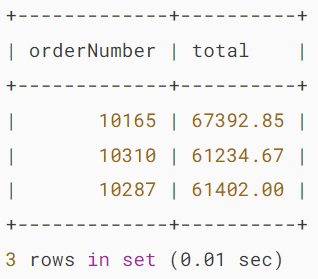 +-------------+----------+
| orderNumber | total    |
+-------------+----------+
|       10165 | 67392.85 |
|       10310 | 61234.67 |
|       10287 | 61402.00 |
+-------------+----------+
3 rows in set (0.01 sec)